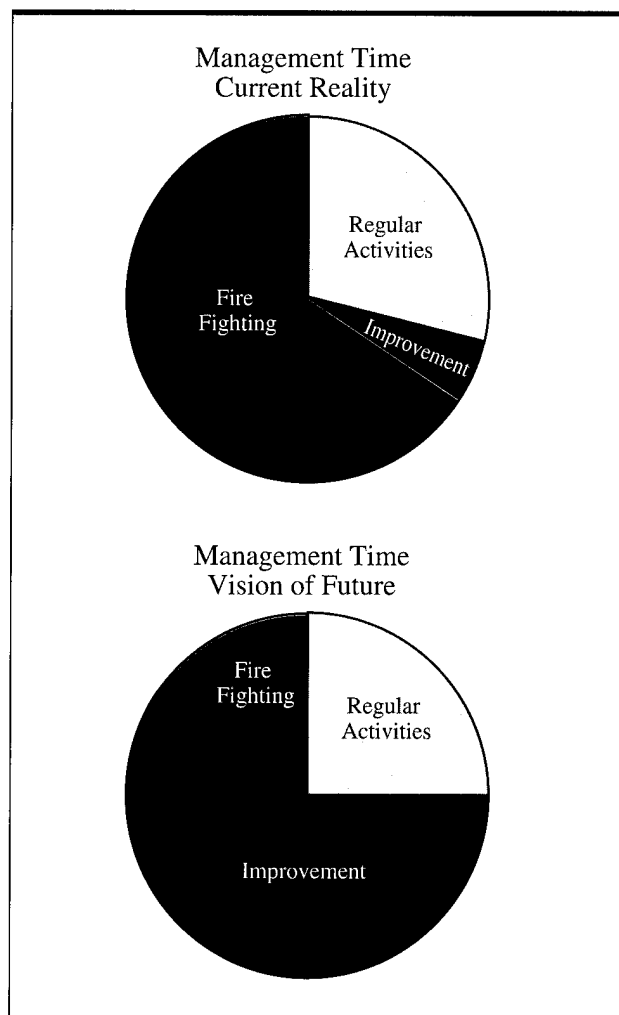 Management Time
Current Reality
Regular
Activities
Fire
Fighting
Improvement
Management Time
Vision of Future
Fire
Fighting
Regular
Activities
Improvement